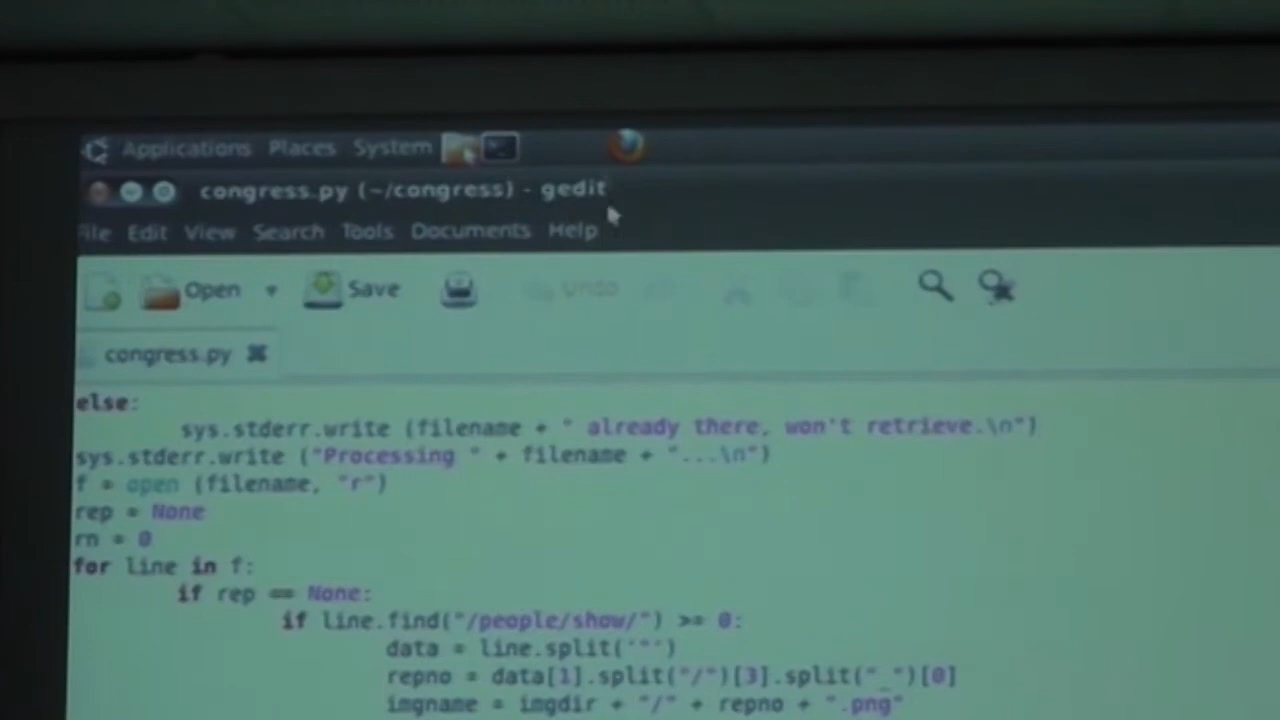 Applications Places System
congress.py (~/congress) - gedit
File Edit View Search Tools Documents Help
Open Save Undo
congress.py
else:
sys.stderr.write (filename + " already there, won't retrieve.\n")
sys.stderr.write ("Processing " + filename + "...\n")
f = open (filename, "r")
rep = None
rn = 0
for line in f:
if rep == None:
if line.find("/people/show/") >= 0:
data = line.split('"')
repno = data[1].split("/")[3].split("_")[0]
imgname = imgdir + "/" + repno + ".png"